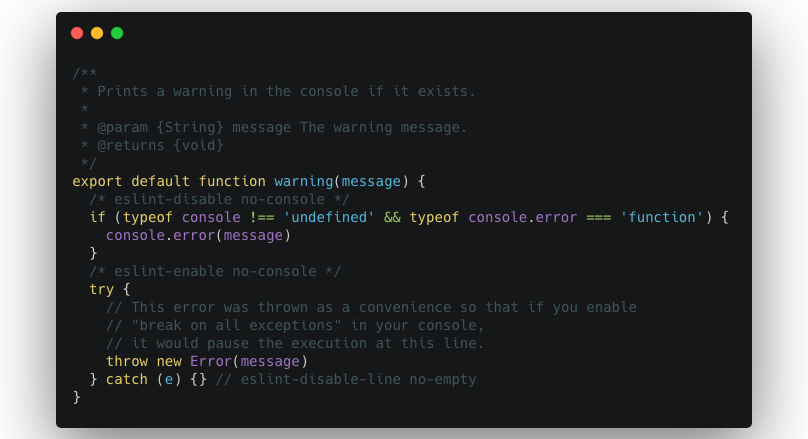 /**
 * Prints a warning in the console if it exists.
 *
 * @param {String} message The warning message.
 * @returns {void}
 */
export default function warning(message) {
  /* eslint-disable no-console */
  if (typeof console !== 'undefined' && typeof console.error === 'function') {
    console.error(message)
  }
  /* eslint-enable no-console */
  try {
    // This error was thrown as a convenience so that if you enable
    // "break on all exceptions" in your console,
    // it would pause the execution at this line.
    throw new Error(message)
  } catch (e) {} // eslint-disable-line no-empty
}